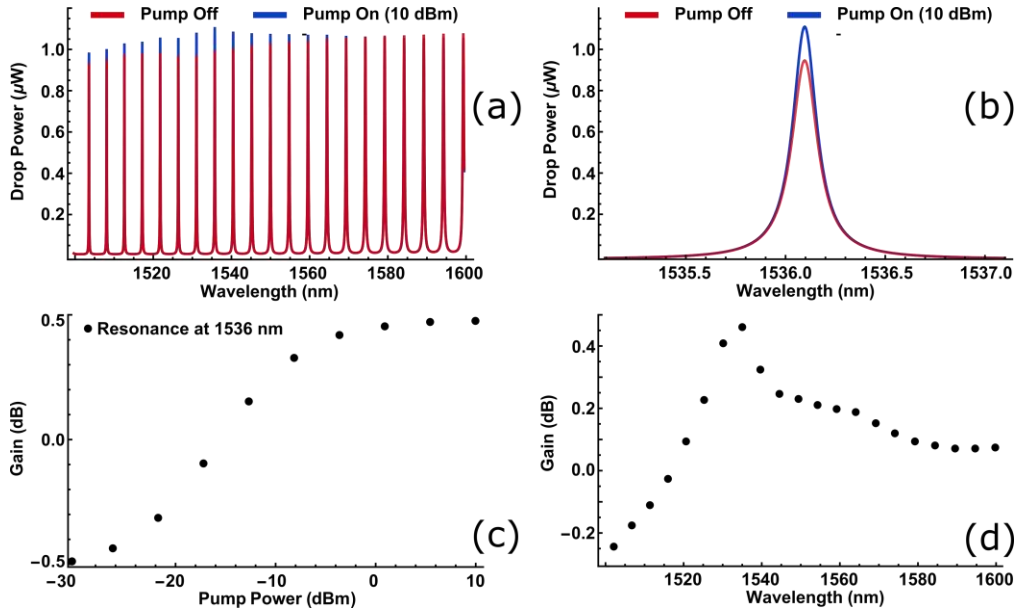 Pump Off Pump On (10 dBm)
1.0
0.8
0.6
0.4
0.2
Drop Power (μW)
(a)
1520 1540 1560 1580 1600
Wavelength (nm)
Pump Off Pump On (10 dBm)
1.0
0.8
0.6
0.4
0.2
Drop Power (μW)
(b)
1535.5 1536.0 1536.5 1537.0
Wavelength (nm)
0.5
0.0
−0.5
Gain (dB)
Resonance at 1536 nm
(c)
−30 −20 −10 0 10
Pump Power (dBm)
0.4
0.2
0.0
−0.2
Gain (dB)
(d)
1520 1540 1560 1580 1600
Wavelength (nm)